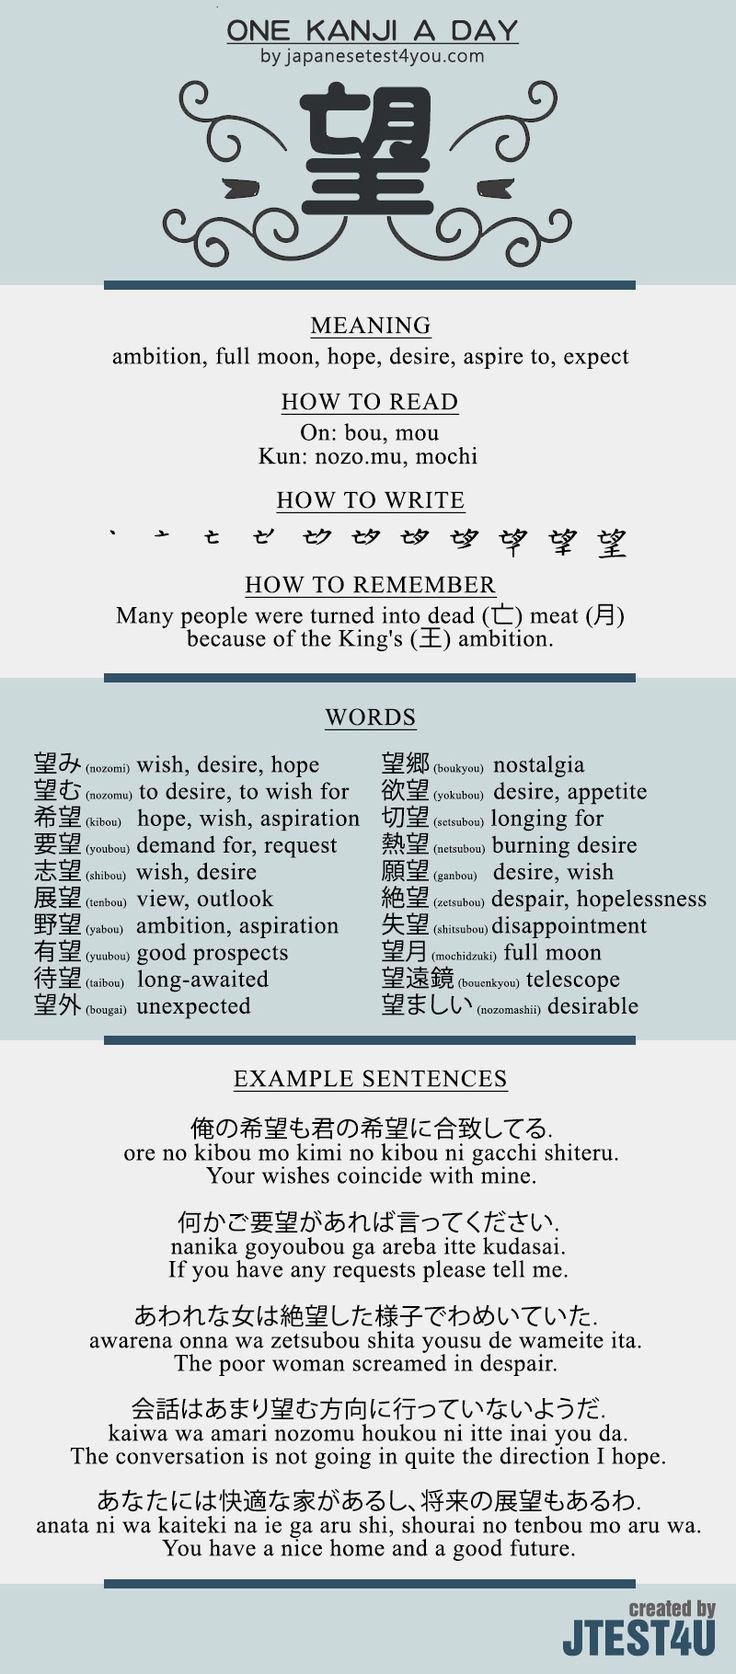 ONE KANJI A DAY
by japanesetest4you.com
望
MEANING
ambition, full moon, hope, desire, aspire to, expect
HOW TO READ
On: bou, mou
Kun: nozo.mu, mochi
HOW TO WRITE
望
HOW TO REMEMBER
Many people were turned into dead (亡) meat (月)
because of the King's (王) ambition.
WORDS
望み (nozomi) wish, desire, hope
望む (nozomu) to desire, to wish for
希望 (kibou) hope, wish, aspiration
要望 (youbou) demand for, request
志望 (shibou) wish, desire
展望 (tenbou) view, outlook
野望 (yabou) ambition, aspiration
有望 (yuubou) good prospects
待望 (taibou) long-awaited
望外 (bougai) unexpected
望郷 (boukyou) nostalgia
欲望 (yokubou) desire, appetite
切望 (setsubou) longing for
熱望 (netsubou) burning desire
願望 (ganbou) desire, wish
絶望 (zetsubou) despair, hopelessness
失望 (shitsubou) disappointment
望月 (mochidzuki) full moon
望遠鏡 (bouenkyou) telescope
望ましい (nozomashii) desirable
EXAMPLE SENTENCES
俺の希望も君の希望に合致してる.
ore no kibou mo kimi no kibou ni gacchi shiteru.
Your wishes coincide with mine.
何かご要望があれば言ってください.
nanika goyoubou ga areba itte kudasai.
If you have any requests please tell me.
あわれな女は絶望した様子でわめいていた.
awarena onna wa zetsubou shita yousu de wameite ita.
The poor woman screamed in despair.
会話はあまり望む方向に行っていないようだ.
kaiwa wa amari nozomu houkou ni itte inai you da.
The conversation is not going in quite the direction I hope.
あなたには快適な家があるし、将来の展望もあるわ.
anata ni wa kaiteki na ie ga aru shi, shourai no tenbou mo aru wa.
You have a nice home and a good future.
created by
JTEST4U